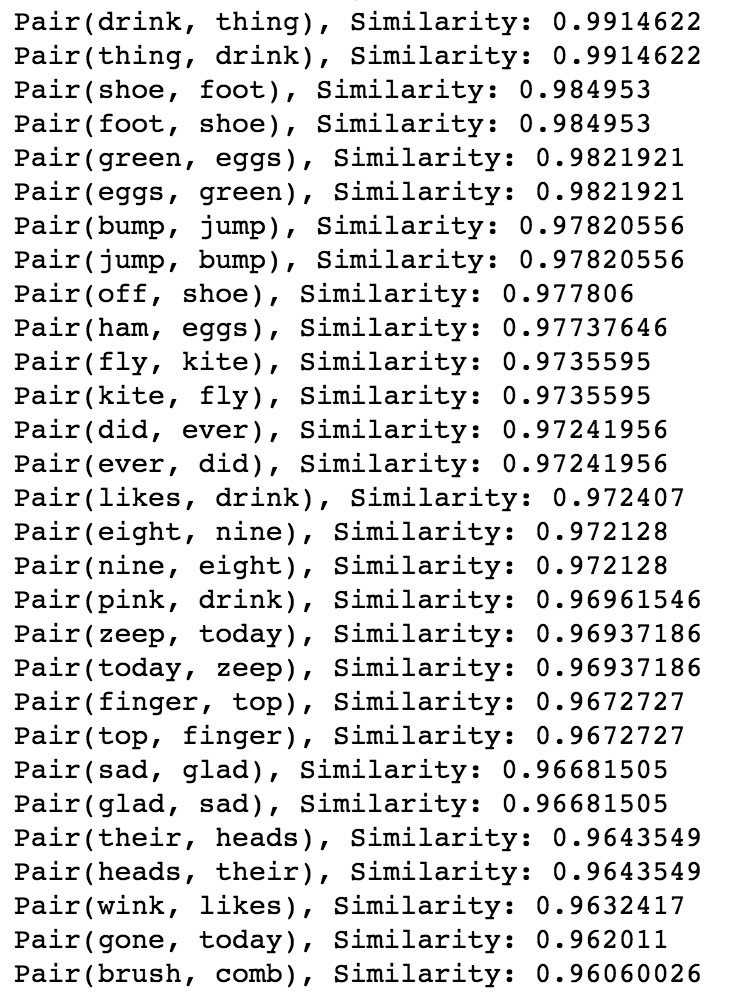 Pair(drink, thing), Similarity: 0.9914622
Pair(thing, drink), Similarity: 0.9914622
Pair(shoe, foot), Similarity: 0.984953
Pair(foot, shoe), Similarity: 0.984953
Pair(green, eggs), Similarity: 0.9821921
Pair(eggs, green), Similarity: 0.9821921
Pair(bump, jump), Similarity: 0.97820556
Pair(jump, bump), Similarity: 0.97820556
Pair(off, shoe), Similarity: 0.977806
Pair(ham, eggs), Similarity: 0.97737646
Pair(fly, kite), Similarity: 0.9735595
Pair(kite, fly), Similarity: 0.9735595
Pair(did, ever), Similarity: 0.97241956
Pair(ever, did), Similarity: 0.97241956
Pair(likes, drink), Similarity: 0.972407
Pair(eight, nine), Similarity: 0.972128
Pair(nine, eight), Similarity: 0.972128
Pair(pink, drink), Similarity: 0.96961546
Pair(zeep, today), Similarity: 0.96937186
Pair(today, zeep), Similarity: 0.96937186
Pair(finger, top), Similarity: 0.9672727
Pair(top, finger), Similarity: 0.9672727
Pair(sad, glad), Similarity: 0.96681505
Pair(glad, sad), Similarity: 0.96681505
Pair(their, heads), Similarity: 0.9643549
Pair(heads, their), Similarity: 0.9643549
Pair(wink, likes), Similarity: 0.9632417
Pair(gone, today), Similarity: 0.962011
Pair(brush, comb), Similarity: 0.96060026